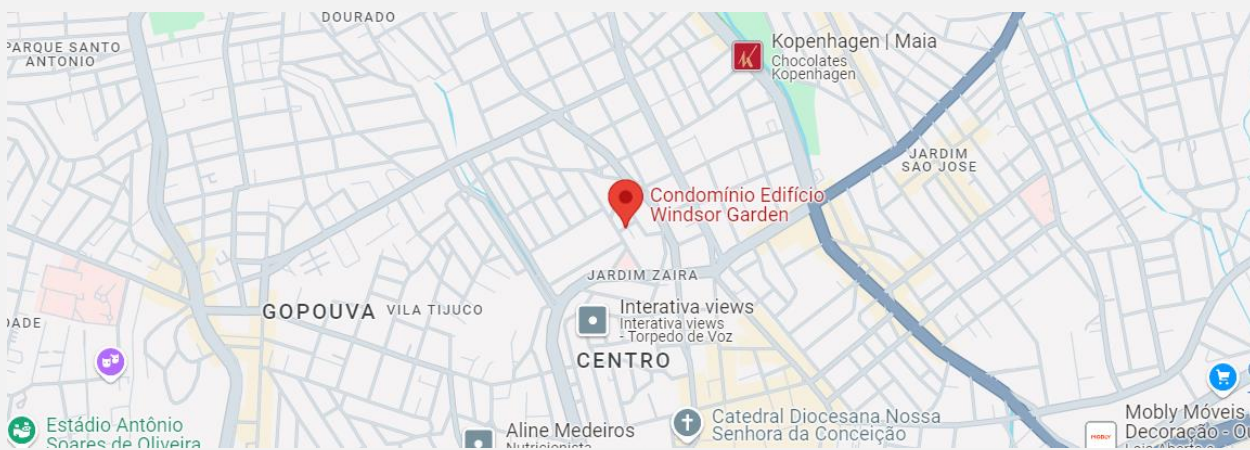 DOURADO
PARQUE SANTO
ANTONIO
Kopenhagen | Maia
Chocolates
Kopenhagen
JARDIM
SAO JOSE
Condomínio Edifício
Windsor Garden
JARDIM ZAIRA
GOPOUVA
VILA TIJUCO
Interativa views
Interativa views
- Torpedo de Voz
DADE
CENTRO
Estádio Antônio
Soares de Oliveira
Aline Medeiros
Nutricionista
Catedral Diocesana Nossa
Senhora da Conceição
Mobly Móveis
Decoração - Ou
MOBLY